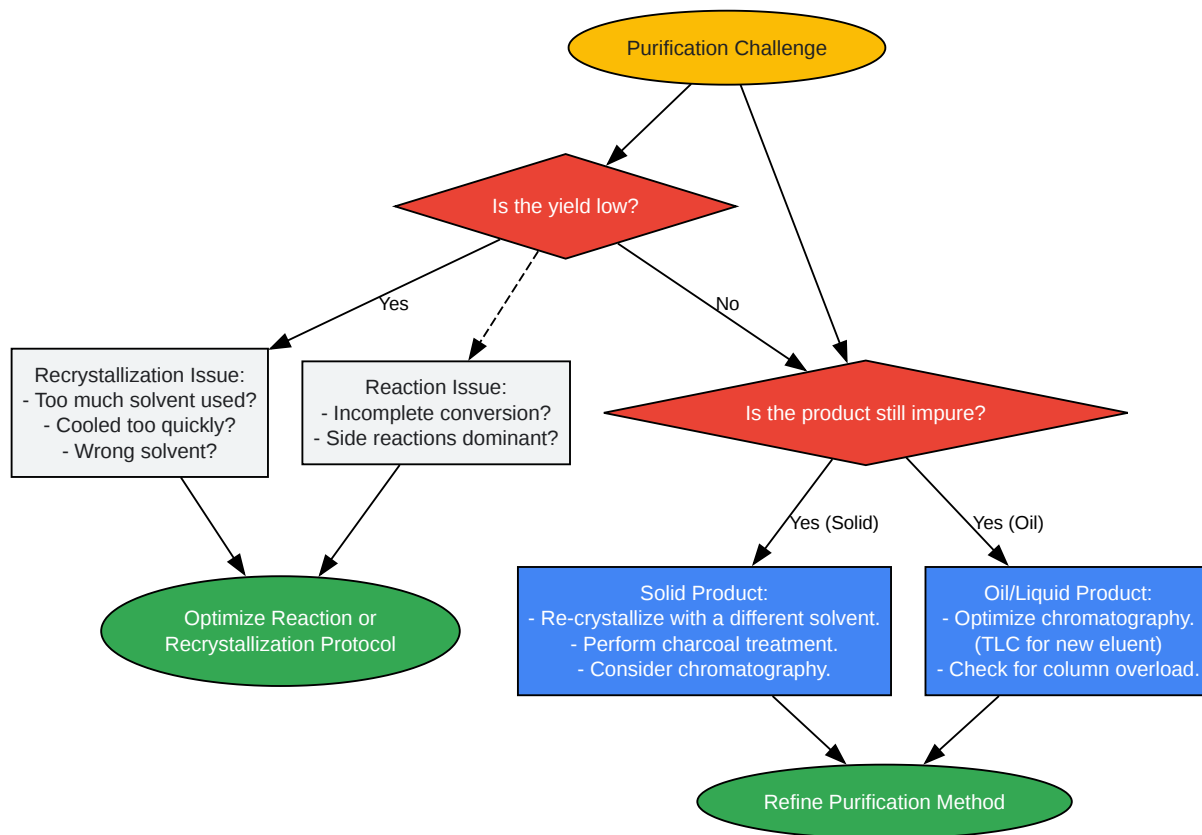 Purification Challenge
Is the yield low?
Yes
No
Recrystallization Issue:
- Too much solvent used?
- Cooled too quickly?
- Wrong solvent?
Reaction Issue:
- Incomplete conversion?
- Side reactions dominant?
Is the product still impure?
Yes (Solid)
Yes (Oil)
Optimize Reaction or
Recrystallization Protocol
Solid Product:
- Re-crystallize with a different solvent.
- Perform charcoal treatment.
- Consider chromatography.
Oil/Liquid Product:
- Optimize chromatography.
(TLC for new eluent)
- Check for column overload.
Refine Purification Method